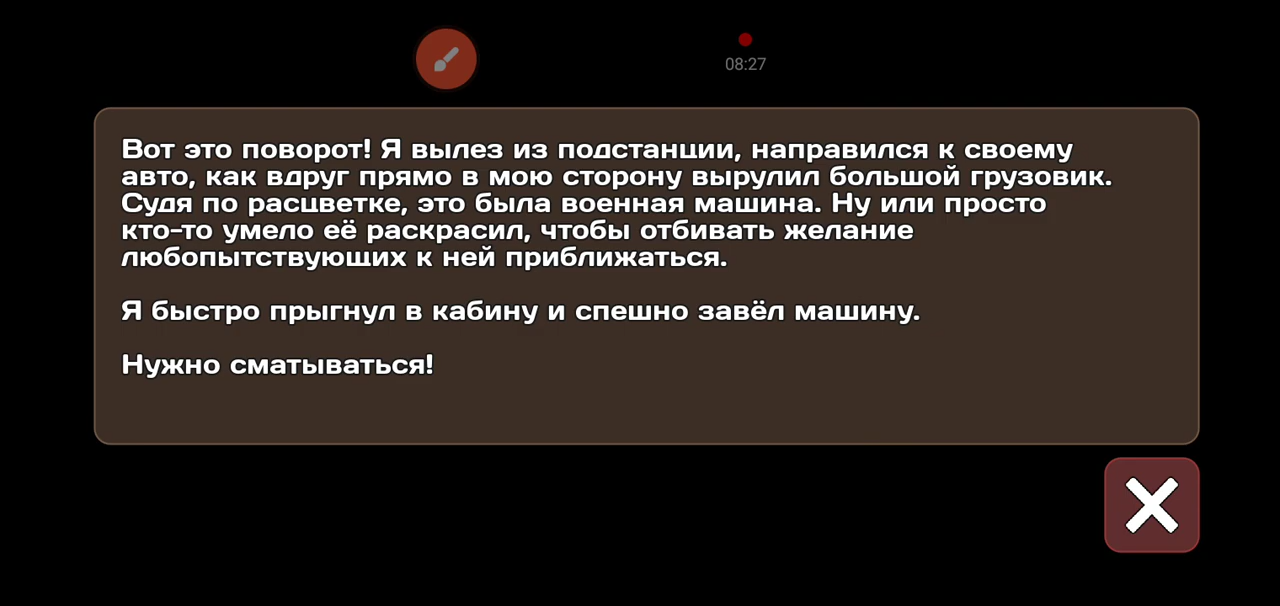 08:27
Вот это поворот! Я вылез из подстанции, направился к своему
авто, как вдруг прямо в мою сторону вырулил большой грузовик.
Судя по расцветке, это была военная машина. Ну или просто
кто-то умело её раскрасил, чтобы отбивать желание
любопытствующих к ней приближаться.
Я быстро прыгнул в кабину и спешно завёл машину.
Нужно сматываться!